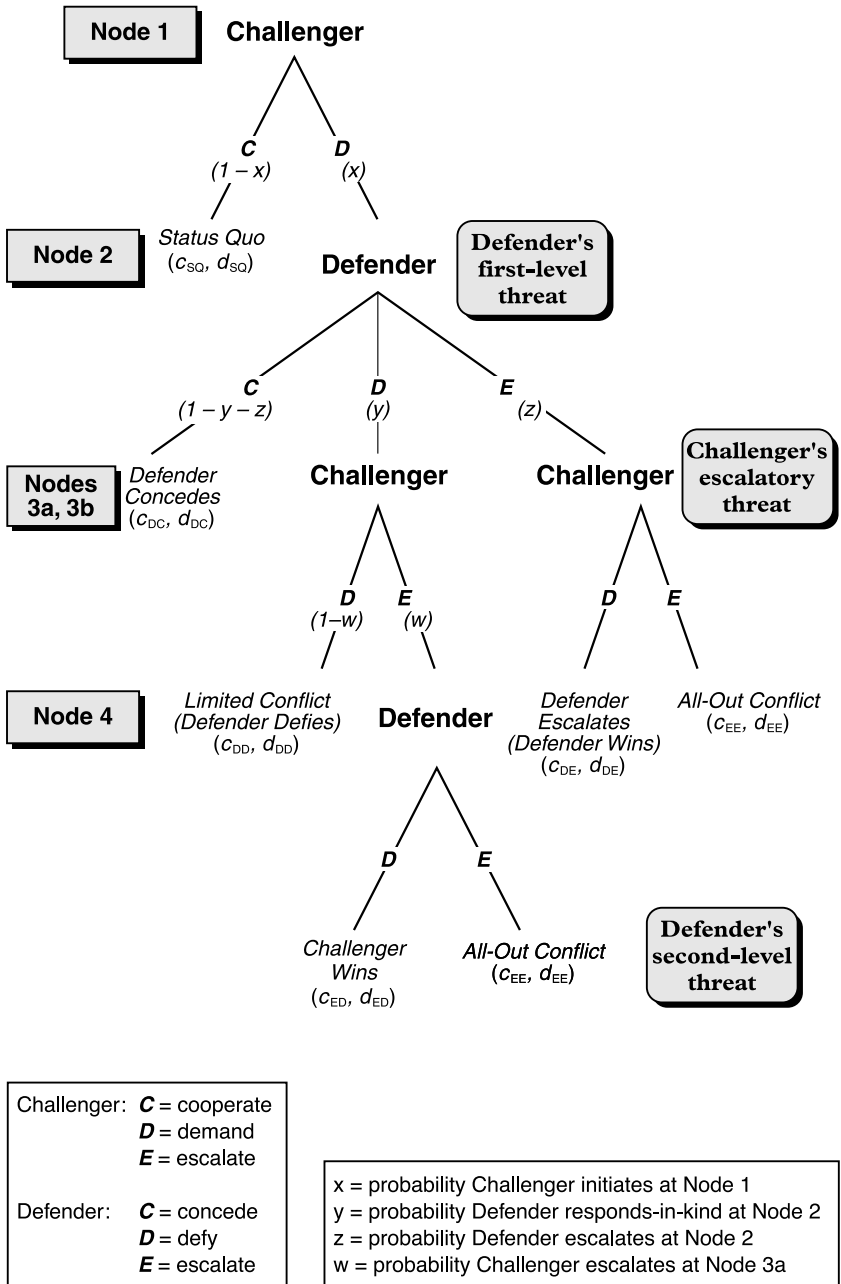 Node 1
Challenger
C
(1 – x)
D
(x)
Node 2
Status Quo
(cSQ, dSQ)
Defender
Defender's
first-level
threat
C
(1 – y – z)
D
(y)
E
(z)
Nodes
3a, 3b
Defender
Concedes
(cDC, dDC)
Challenger
Challenger
Challenger's
escalatory
threat
D
(1–w)
E
(w)
D
E
Node 4
Limited Conflict
(Defender Defies)
(cDD, dDD)
Defender
Defender
Escalates
(Defender Wins)
(cDE, dDE)
All-Out Conflict
(cEE, dEE)
D
E
Challenger
Wins
(cED, dED)
All-Out Conflict
(cEE, dEE)
Defender's
second-level
threat
Challenger: C = cooperate
D = demand
E = escalate
Defender: C = concede
D = defy
E = escalate
x = probability Challenger initiates at Node 1
y = probability Defender responds-in-kind at Node 2
z = probability Defender escalates at Node 2
w = probability Challenger escalates at Node 3a